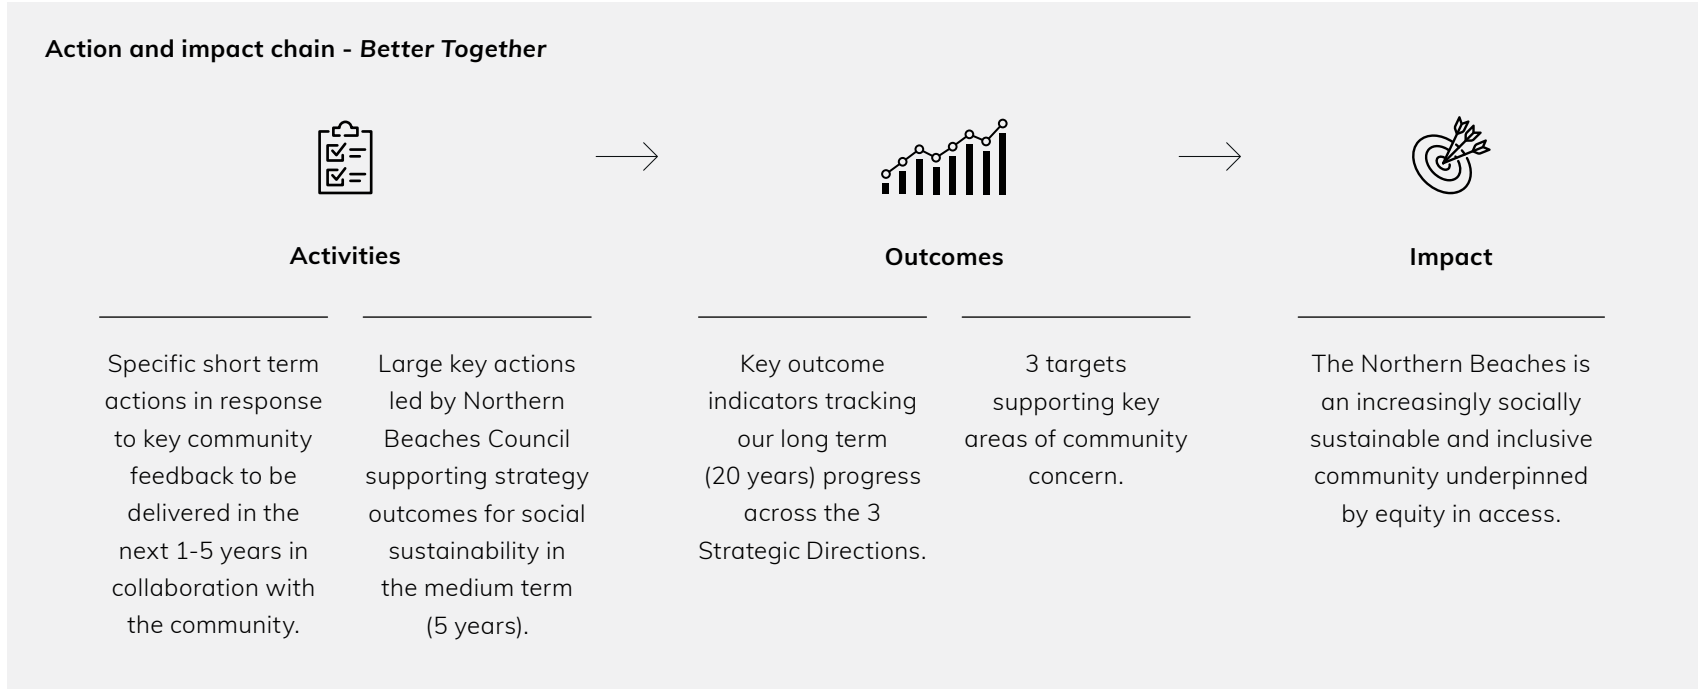 Action and impact chain - Better Together
Activities
Specific short term
actions in response
to key community
feedback to be
delivered in the
next 1-5 years in
collaboration with
the community.
Large key actions
led by Northern
Beaches Council
supporting strategy
outcomes for social
sustainability in
the medium term
(5 years).
Outcomes
Key outcome
indicators tracking
our long term
(20 years) progress
across the 3
Strategic Directions.
3 targets
supporting key
areas of community
concern.
Impact
The Northern Beaches is
an increasingly socially
sustainable and inclusive
community underpinned
by equity in access.